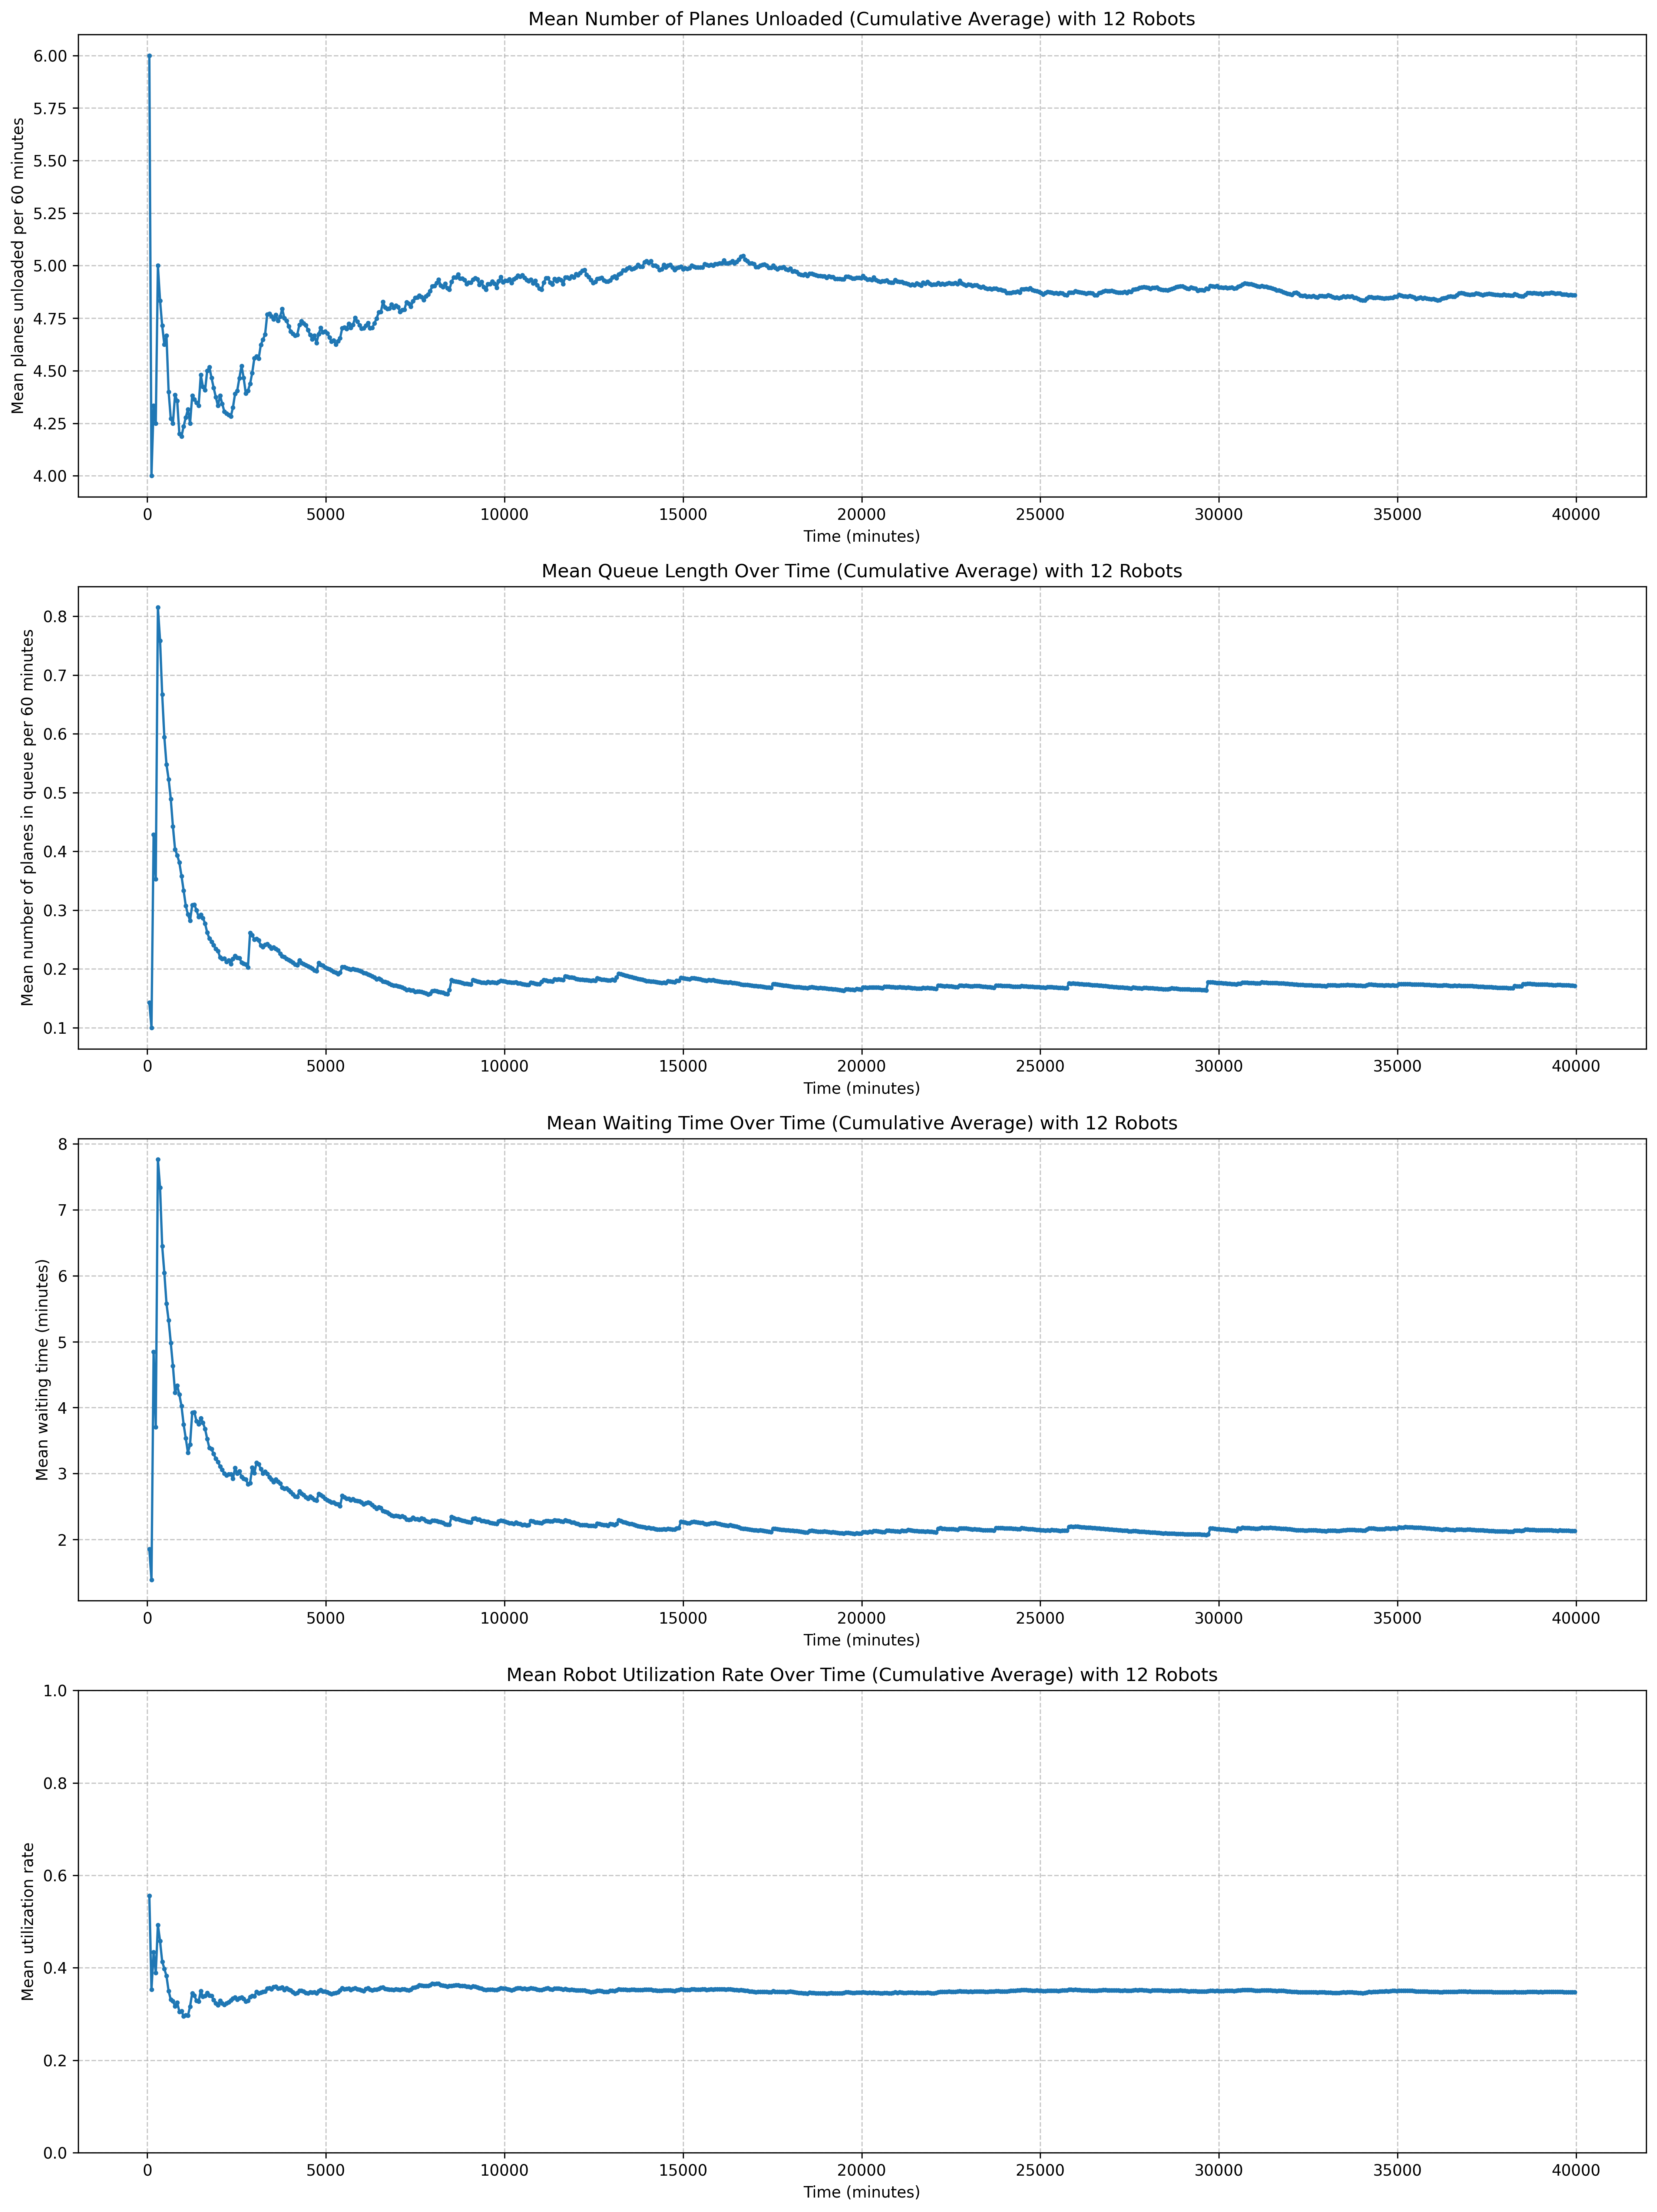 Mean Number of Planes Unloaded (Cumulative Average) with 12 Robots
Mean planes unloaded per 60 minutes
6.00
5.75
5.50
5.25
5.00
4.75
4.50
4.25
4.00
0 5000 10000 15000 20000 25000 30000 35000 40000
Time (minutes)
Mean Queue Length Over Time (Cumulative Average) with 12 Robots
Mean number of planes in queue per 60 minutes
0.8
0.7
0.6
0.5
0.4
0.3
0.2
0.1
0 5000 10000 15000 20000 25000 30000 35000 40000
Time (minutes)
Mean Waiting Time Over Time (Cumulative Average) with 12 Robots
Mean waiting time (minutes)
8
7
6
5
4
3
2
0 5000 10000 15000 20000 25000 30000 35000 40000
Time (minutes)
Mean Robot Utilization Rate Over Time (Cumulative Average) with 12 Robots
Mean utilization rate
1.0
0.8
0.6
0.4
0.2
0.0
0 5000 10000 15000 20000 25000 30000 35000 40000
Time (minutes)